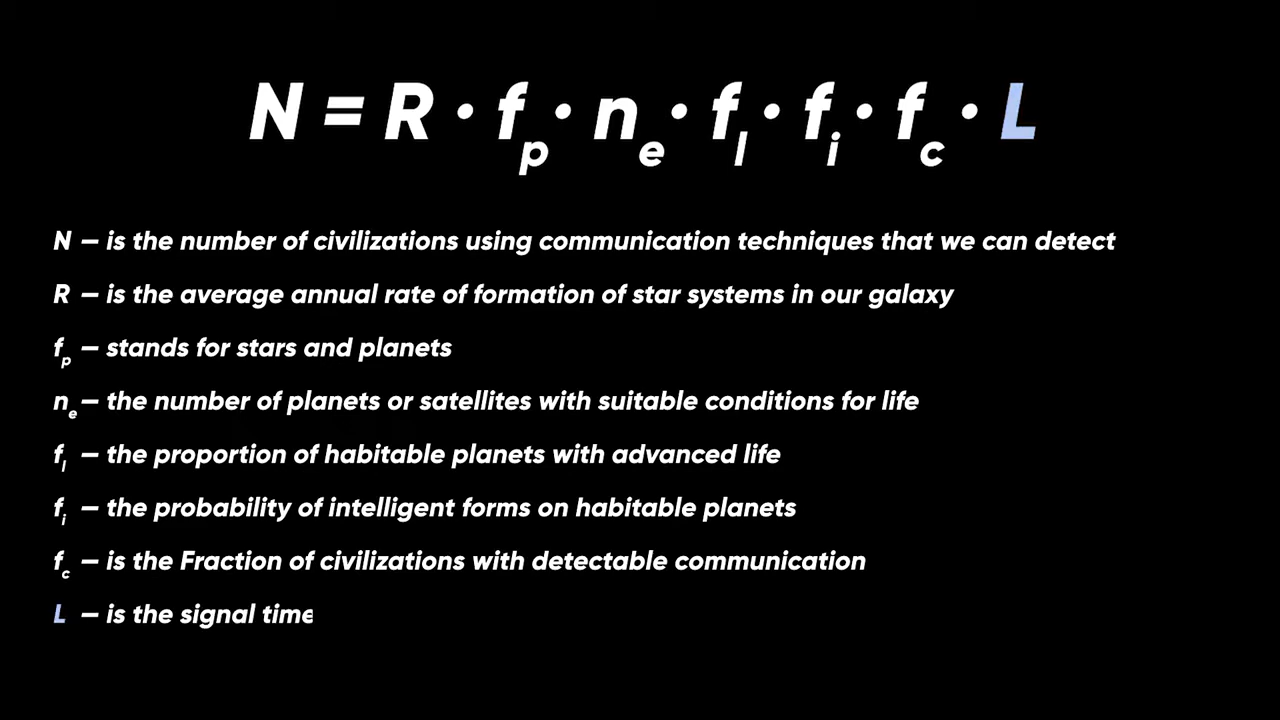 N = R · fp · ne · fl · fi · fc · L
N – is the number of civilizations using communication techniques that we can detect
R – is the average annual rate of formation of star systems in our galaxy
fp – stands for stars and planets
ne – the number of planets or satellites with suitable conditions for life
fl – the proportion of habitable planets with advanced life
fi – the probability of intelligent forms on habitable planets
fc – is the Fraction of civilizations with detectable communication
L – is the signal time